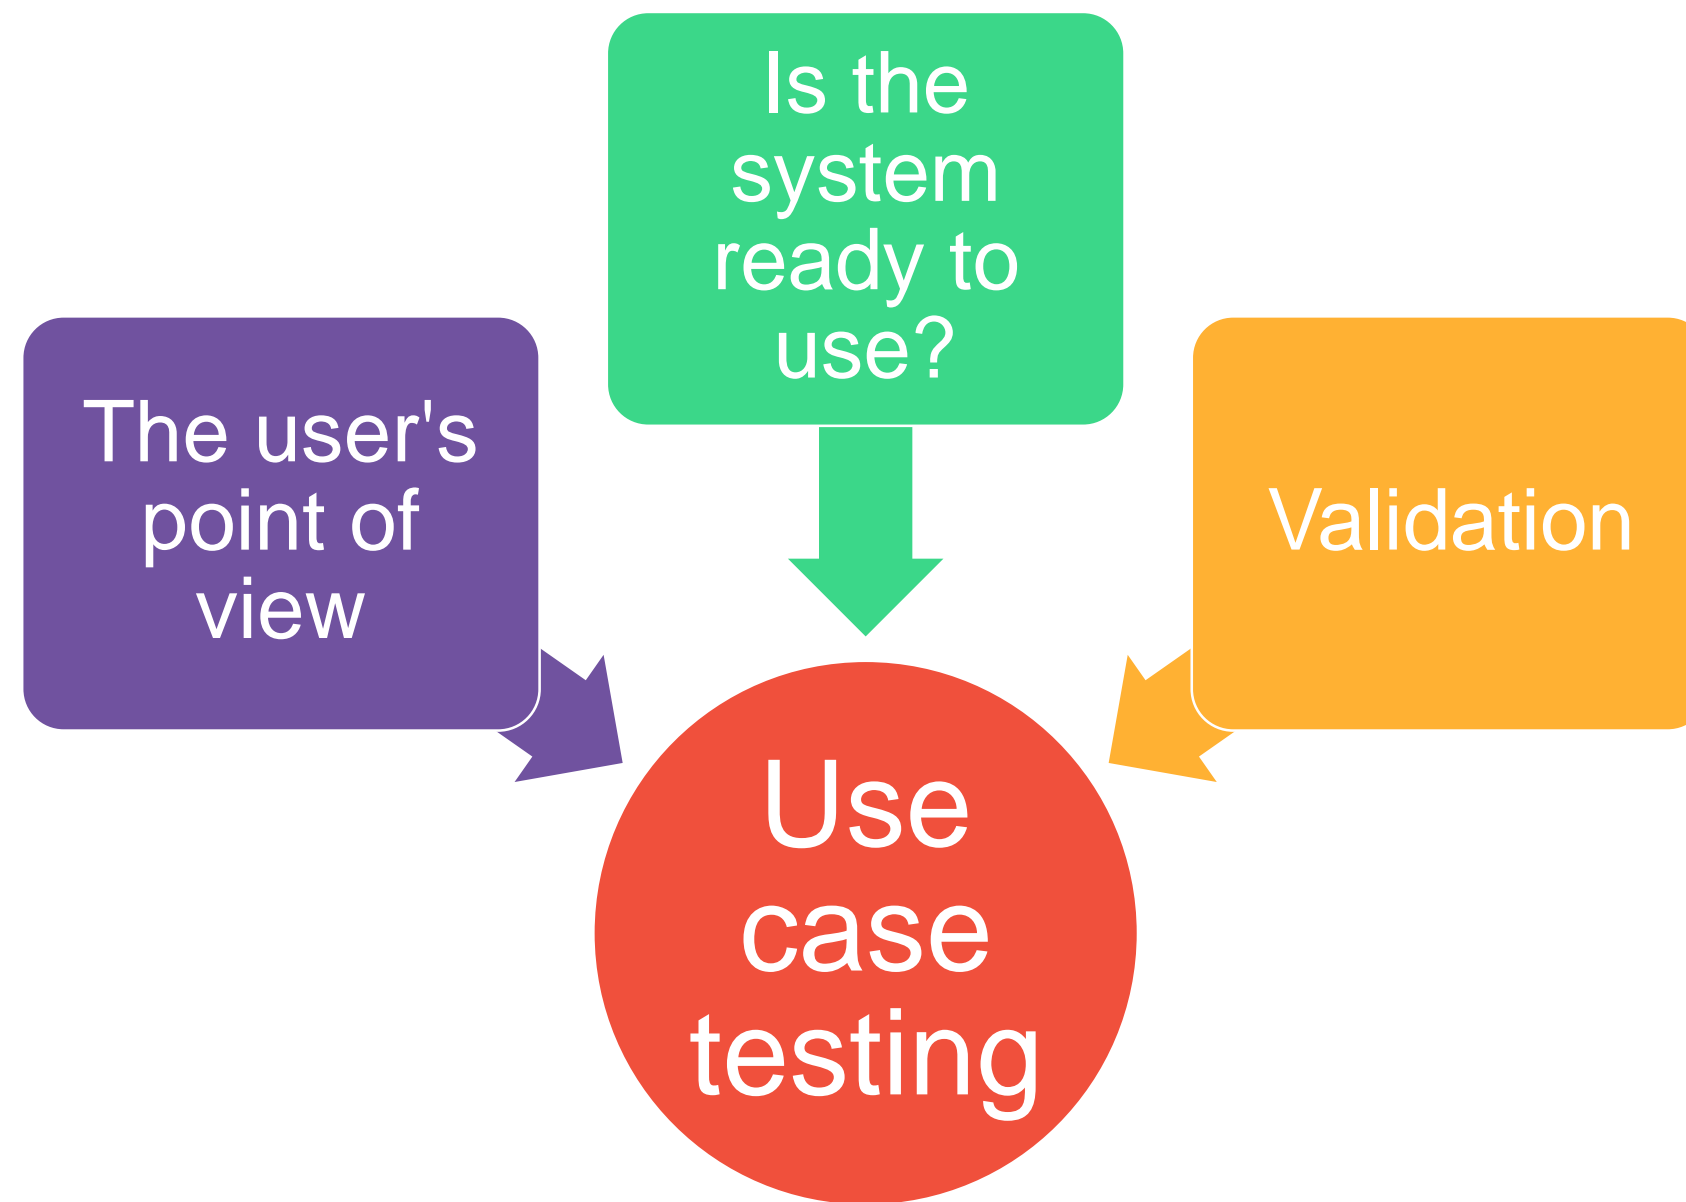 Is the
system
ready to
use?
The user's
point of
view
Validation
Use
case
testing